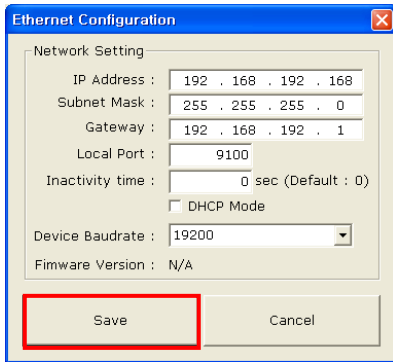 Ethernet Configuration
Network Setting
IP Address : 192 . 168 . 192 . 168
Subnet Mask : 255 . 255 . 255 . 0
Gateway : 192 . 168 . 192 . 1
Local Port : 9100
Inactivity time : 0 sec (Default : 0)
DHCP Mode
Device Baudrate : 19200
Fimware Version : N/A
Save Cancel